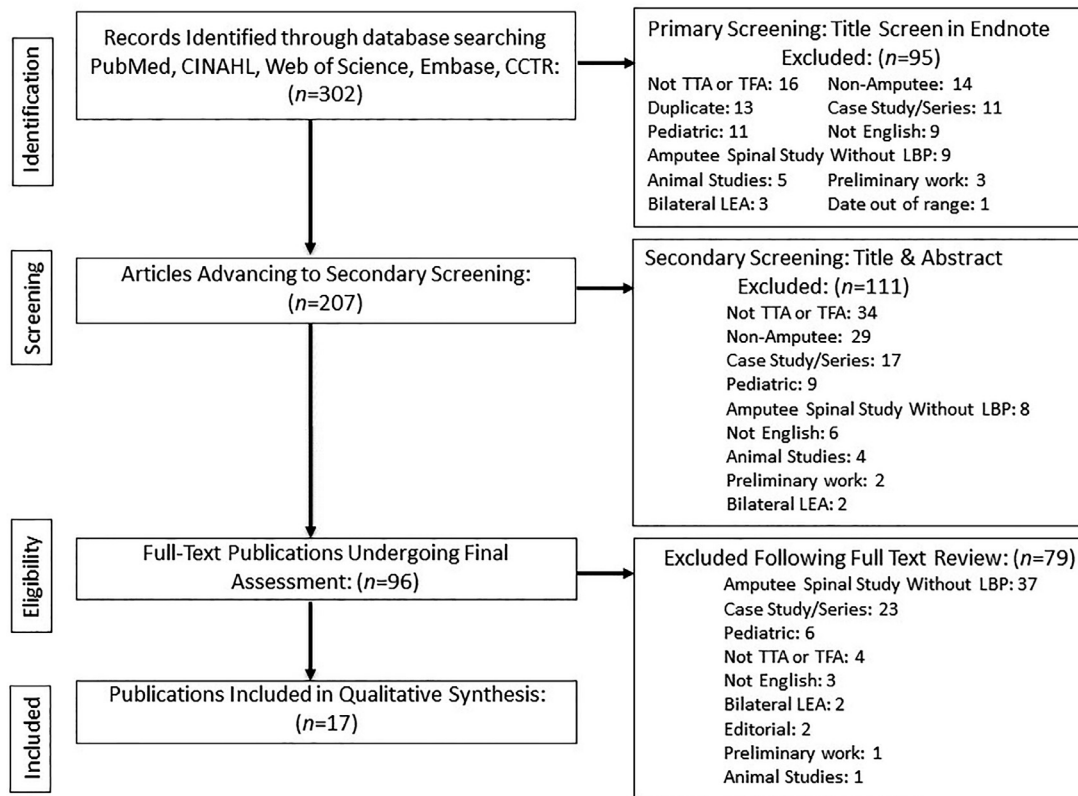 Identification
Records Identified through database searching
PubMed, CINAHL, Web of Science, Embase, CCTR:
(n=302)
Primary Screening: Title Screen in Endnote
Excluded: (n=95)
Not TTA or TFA: 16 Non-Amputee: 14
Duplicate: 13 Case Study/Series: 11
Pediatric: 11 Not English: 9
Amputee Spinal Study Without LBP: 9
Animal Studies: 5 Preliminary work: 3
Bilateral LEA: 3 Date out of range: 1
Screening
Articles Advancing to Secondary Screening:
(n=207)
Secondary Screening: Title & Abstract
Excluded: (n=111)
Not TTA or TFA: 34
Non-Amputee: 29
Case Study/Series: 17
Pediatric: 9
Amputee Spinal Study Without LBP: 8
Not English: 6
Animal Studies: 4
Preliminary work: 2
Bilateral LEA: 2
Eligibility
Full-Text Publications Undergoing Final
Assessment: (n=96)
Excluded Following Full Text Review: (n=79)
Amputee Spinal Study Without LBP: 37
Case Study/Series: 23
Pediatric: 6
Not TTA or TFA: 4
Not English: 3
Bilateral LEA: 2
Editorial: 2
Preliminary work: 1
Animal Studies: 1
Included
Publications Included in Qualitative Synthesis:
(n=17)